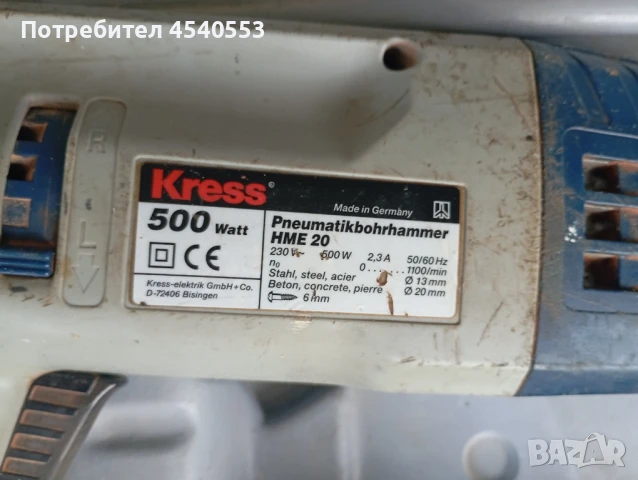 Потребител 4540553
R
L
Kress®
Made in Germany
500 Watt
Pneumatikbohrhammer
HME 20
230 V~ 500 W 2,3 A 50/60 Hz
n₀ 0......1100/min
Stahl, steel, acier Ø 13 mm
Beton, concrete, pierre Ø 20 mm
6 mm
CE
Kress-elektrik GmbH + Co.
D-72406 Bisingen
BAZAR